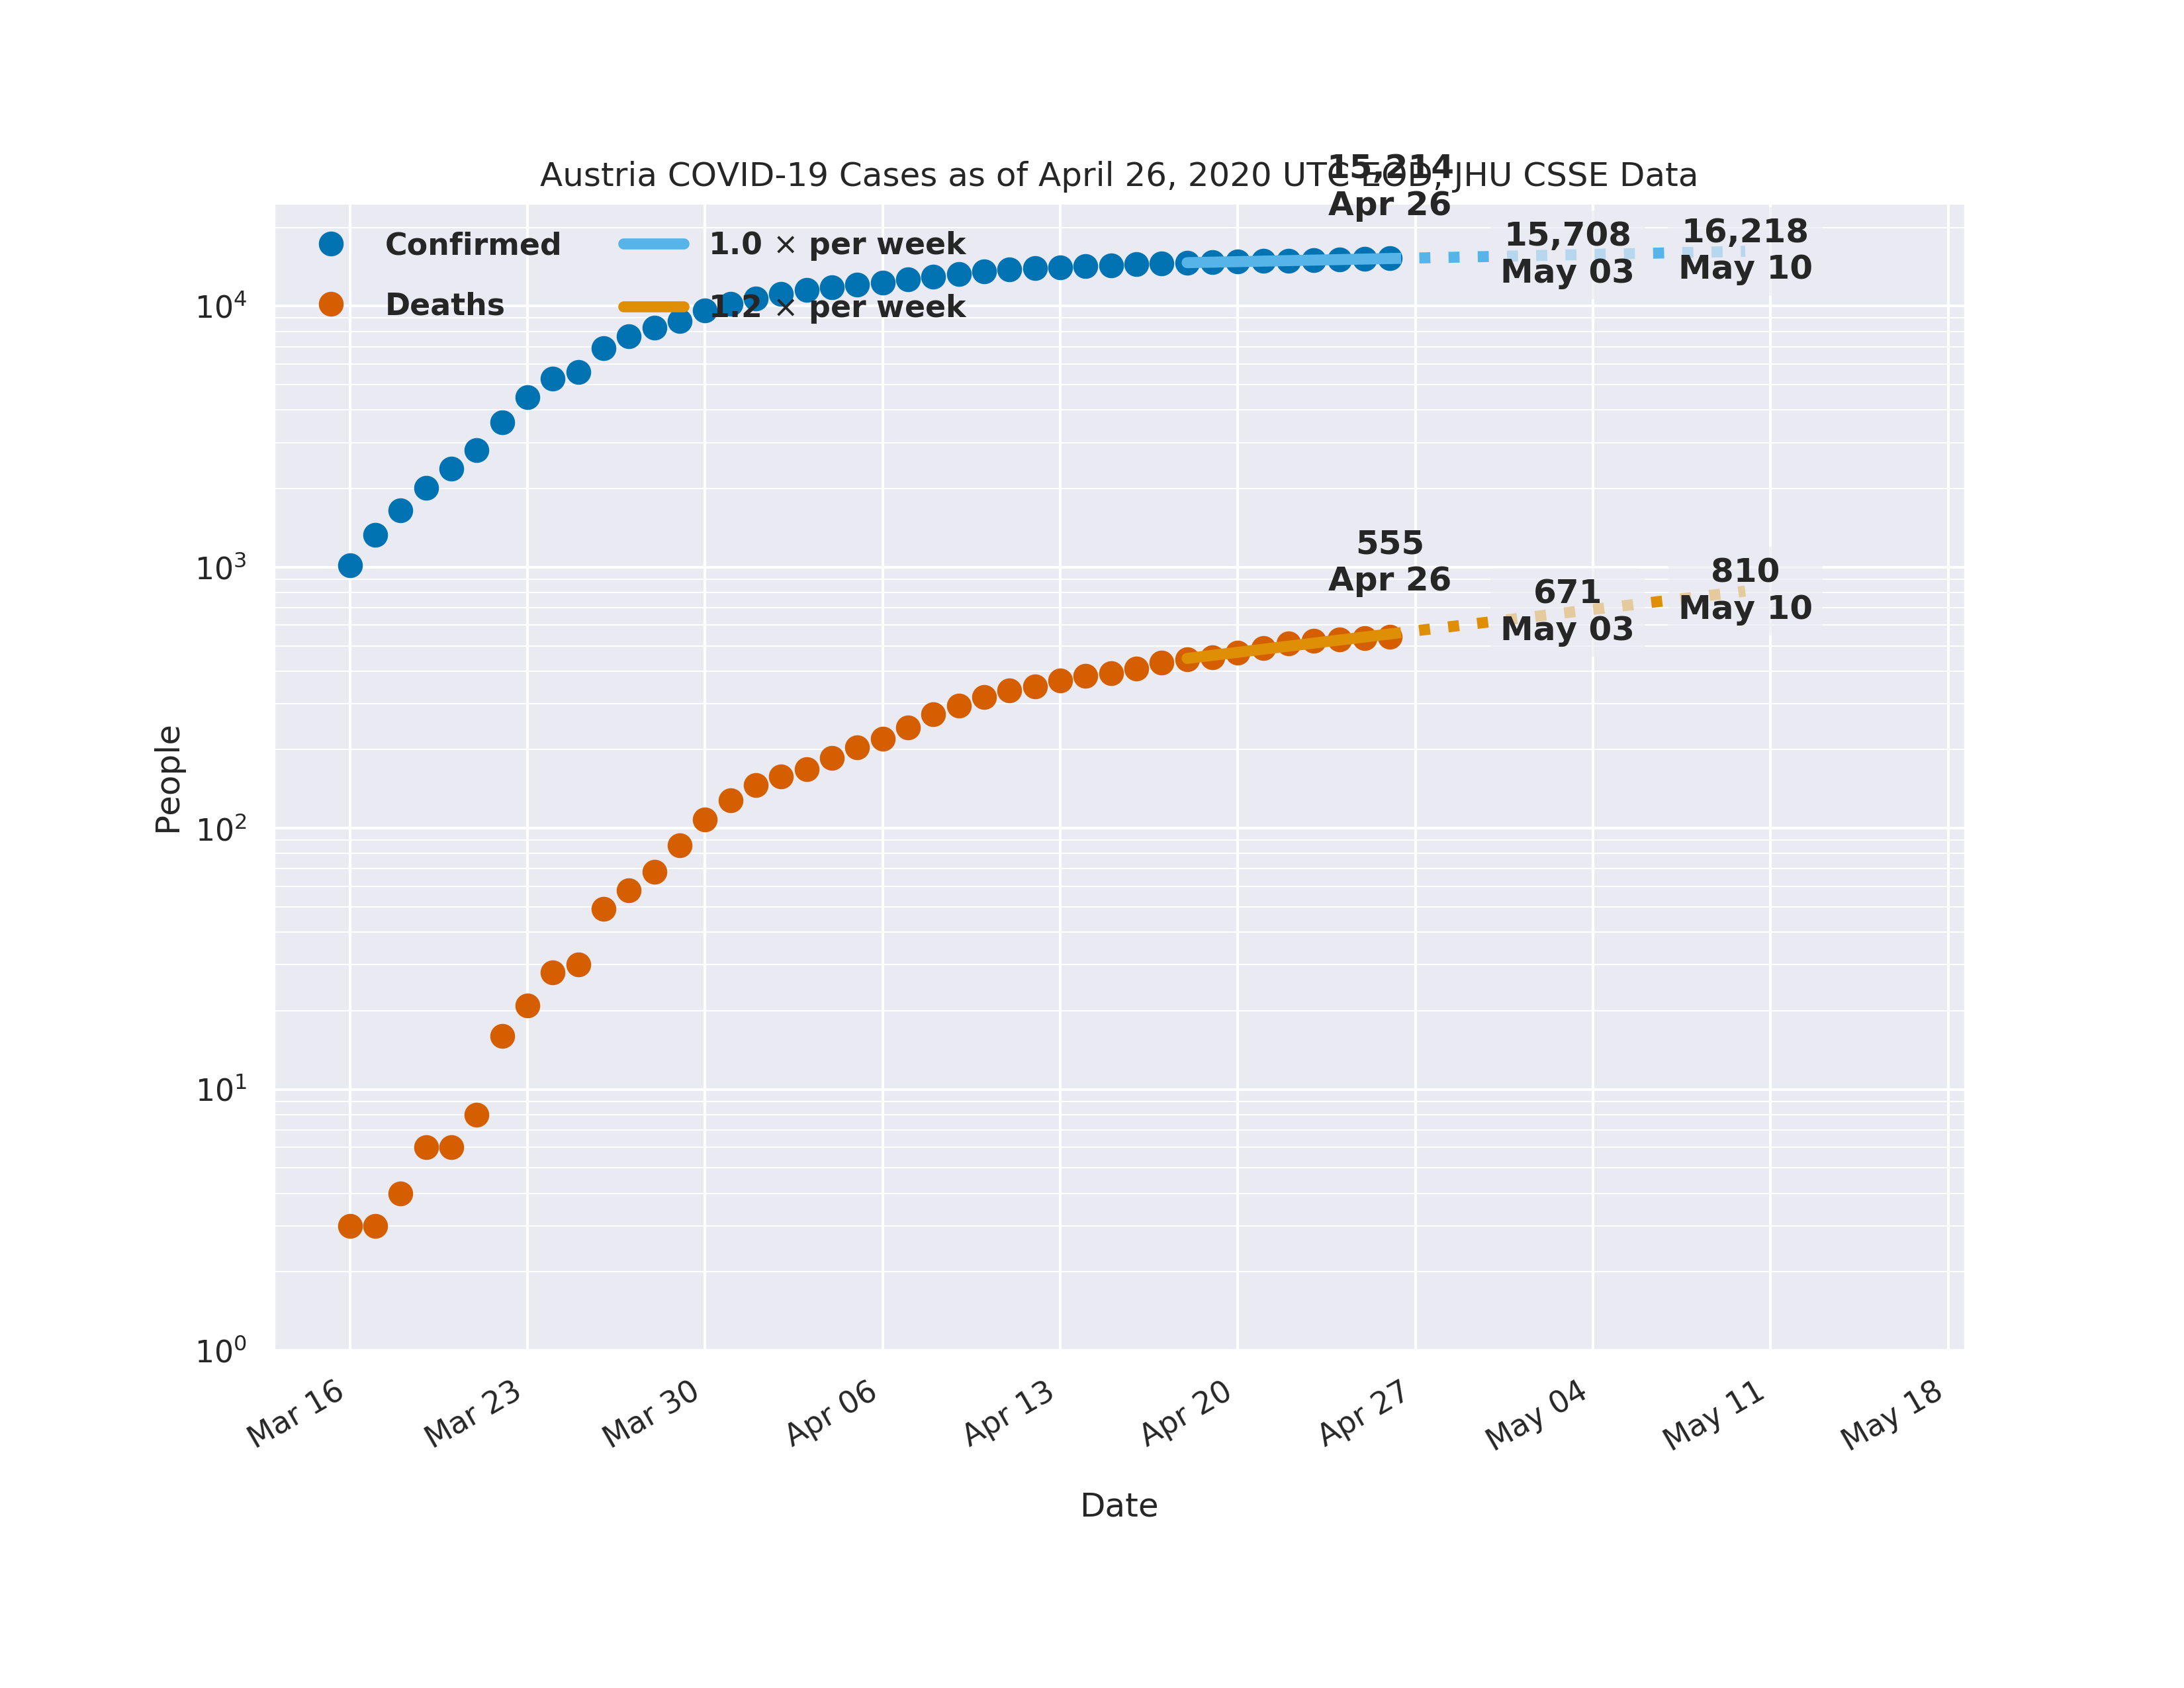 Austria COVID-19 Cases as of April 26, 2020 UTC EOD, JHU CSSE Data
15,214
Apr 26
15,708
May 03
16,218
May 10
Confirmed
Deaths
1.0 × per week
1.2 × per week
555
Apr 26
671
May 03
810
May 10
People
10⁴
10³
10²
10¹
10⁰
Mar 16
Mar 23
Mar 30
Apr 06
Apr 13
Apr 20
Apr 27
May 04
May 11
May 18
Date